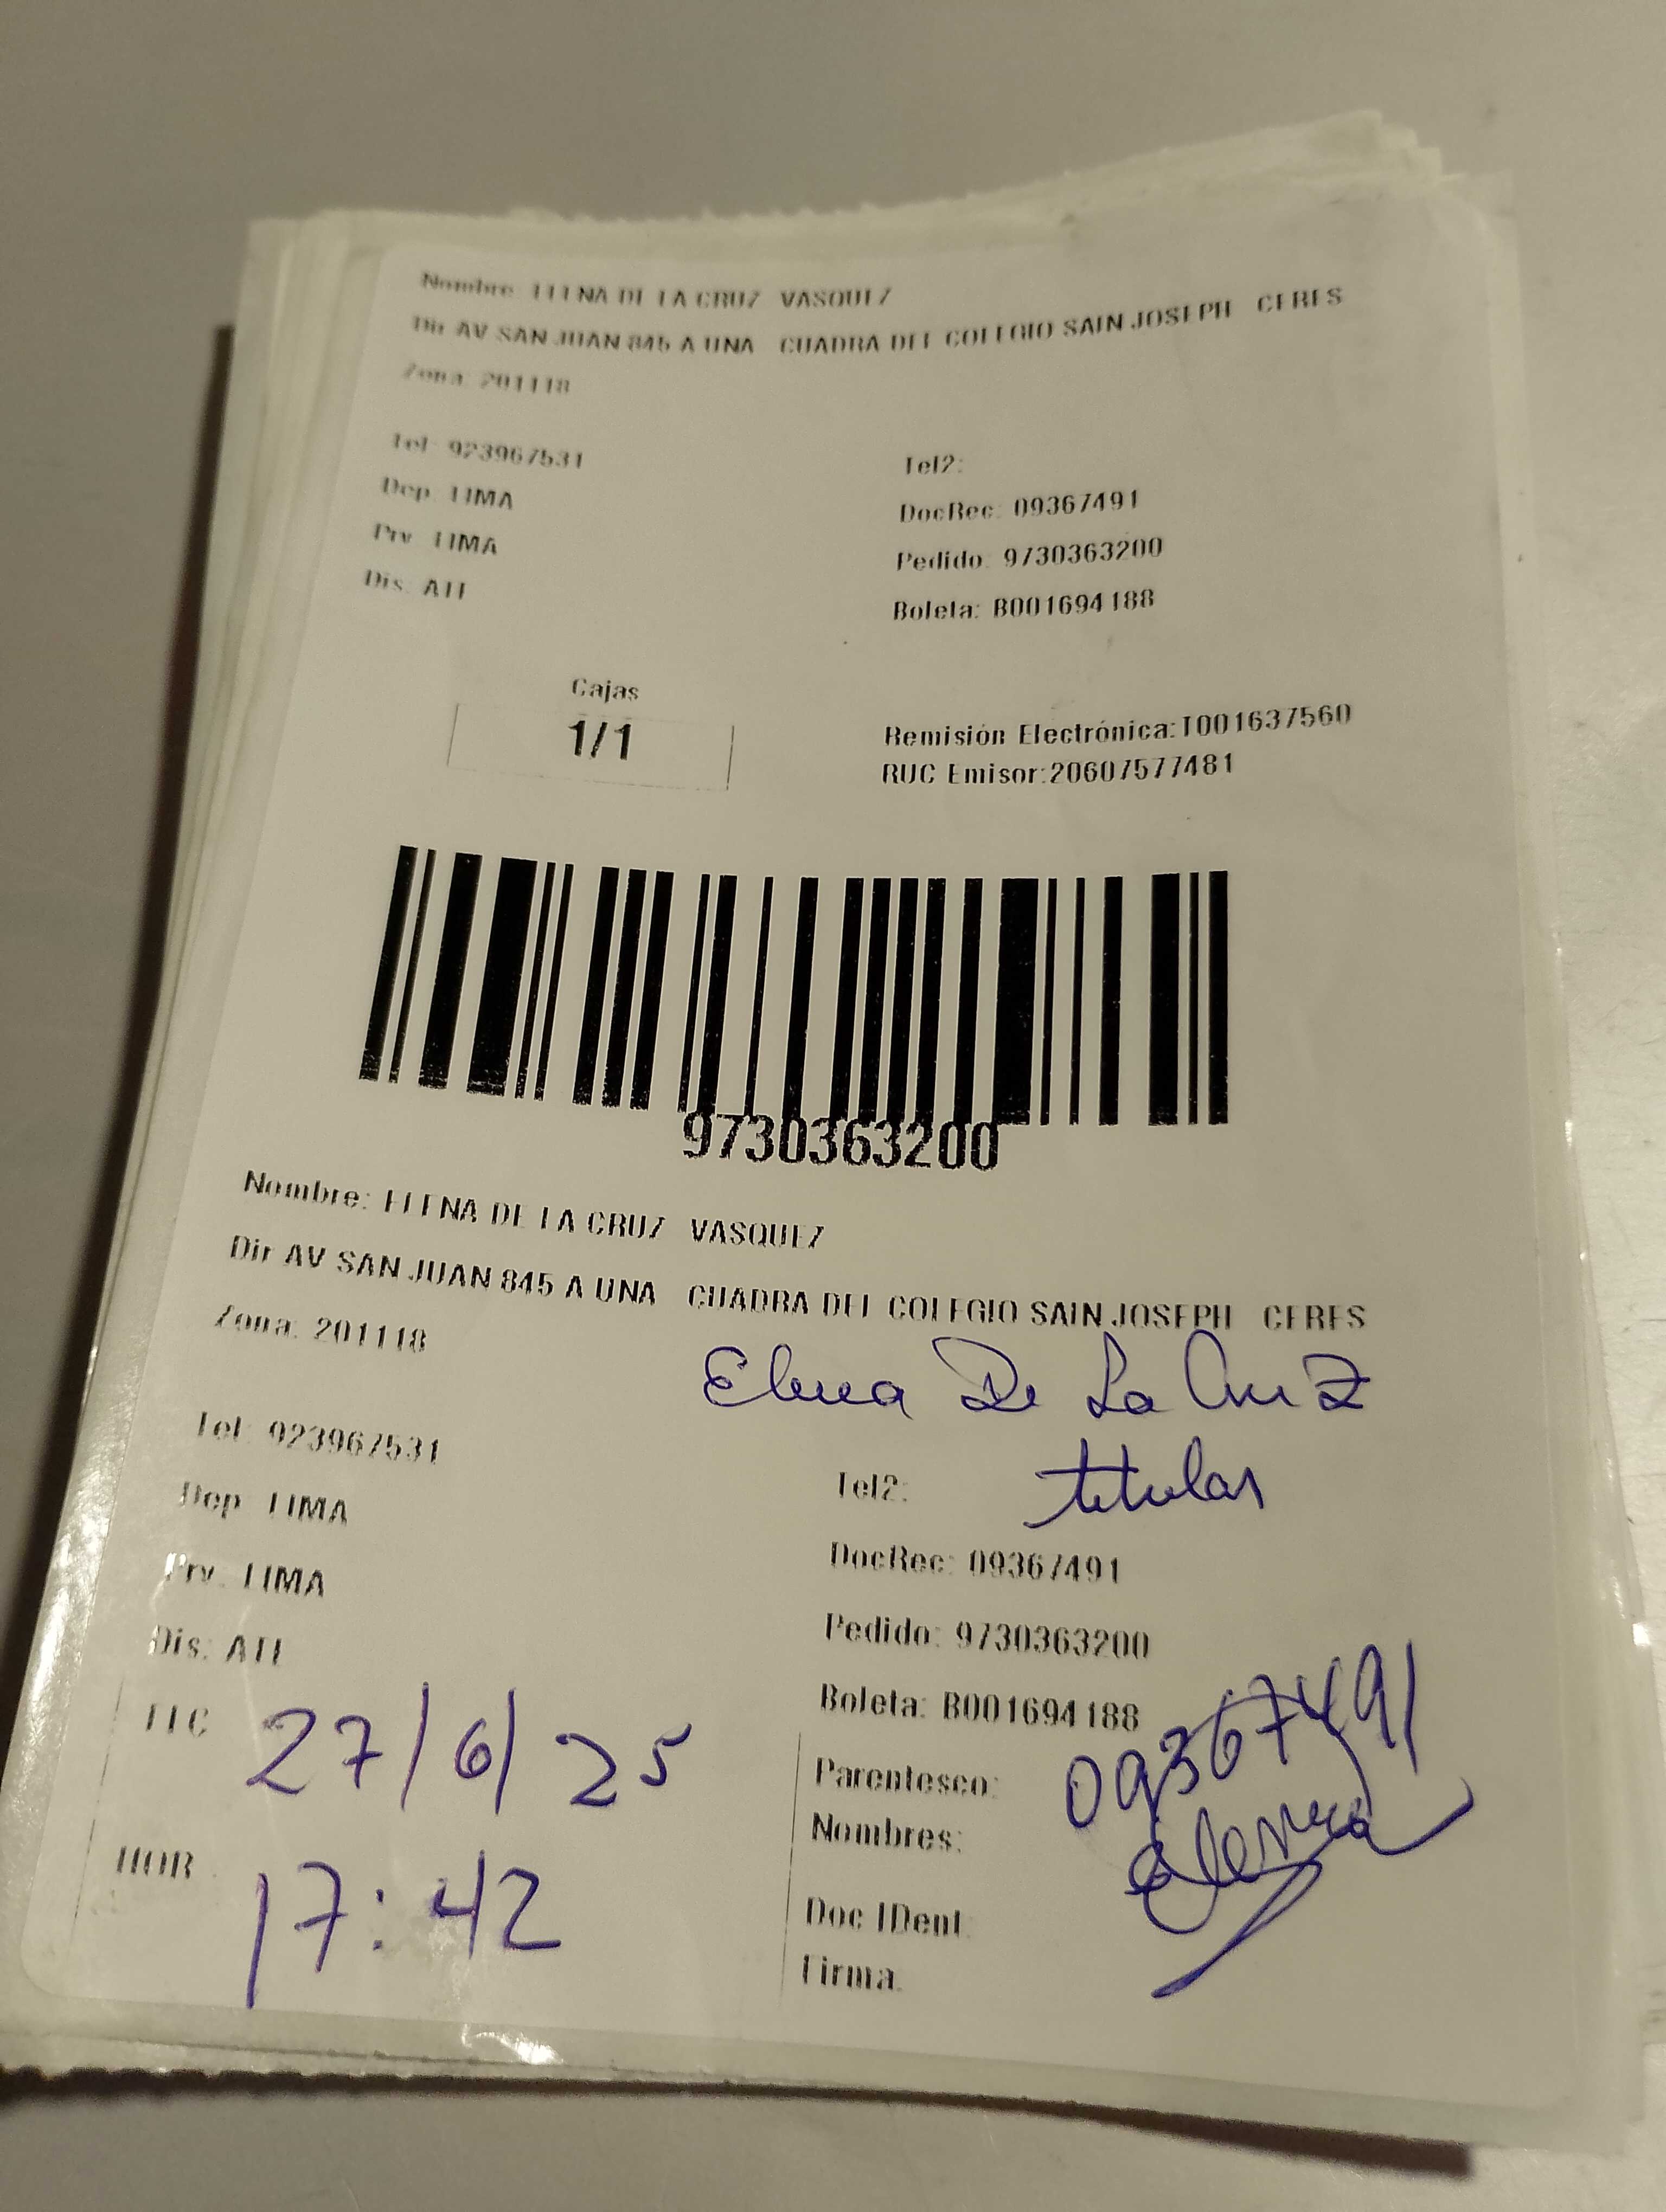 Nombre: ELENA DE LA CRUZ VASQUEZ
Dir AV SAN JUAN 845 A UNA CUADRA DEL COLEGIO SAIN JOSEPH CERES
Zona: 201118
Tel: 923967531
Tel2:
Dep: LIMA
DocRec: 09367491
Prv: LIMA
Pedido: 9730363200
Dis: ATE
Boleta: B001694188
Cajas
1/1
Remisión Electrónica:T001637560
RUC Emisor:20607577481
9730363200
Nombre: ELENA DE LA CRUZ VASQUEZ
Dir AV SAN JUAN 845 A UNA CUADRA DEL COLEGIO SAIN JOSEPH CERES
Zona: 201118
Elena De La Cruz
Tel: 923967531
Tel2: titular
Dep: LIMA
DocRec: 09367491
Prv: LIMA
Pedido: 9730363200
Dis: ATE
Boleta: B001694188
FEC 27/6/25
Parentesco: 09367491
Nombres: Elena
HOR 17:42
Doc IDent:
Firma: